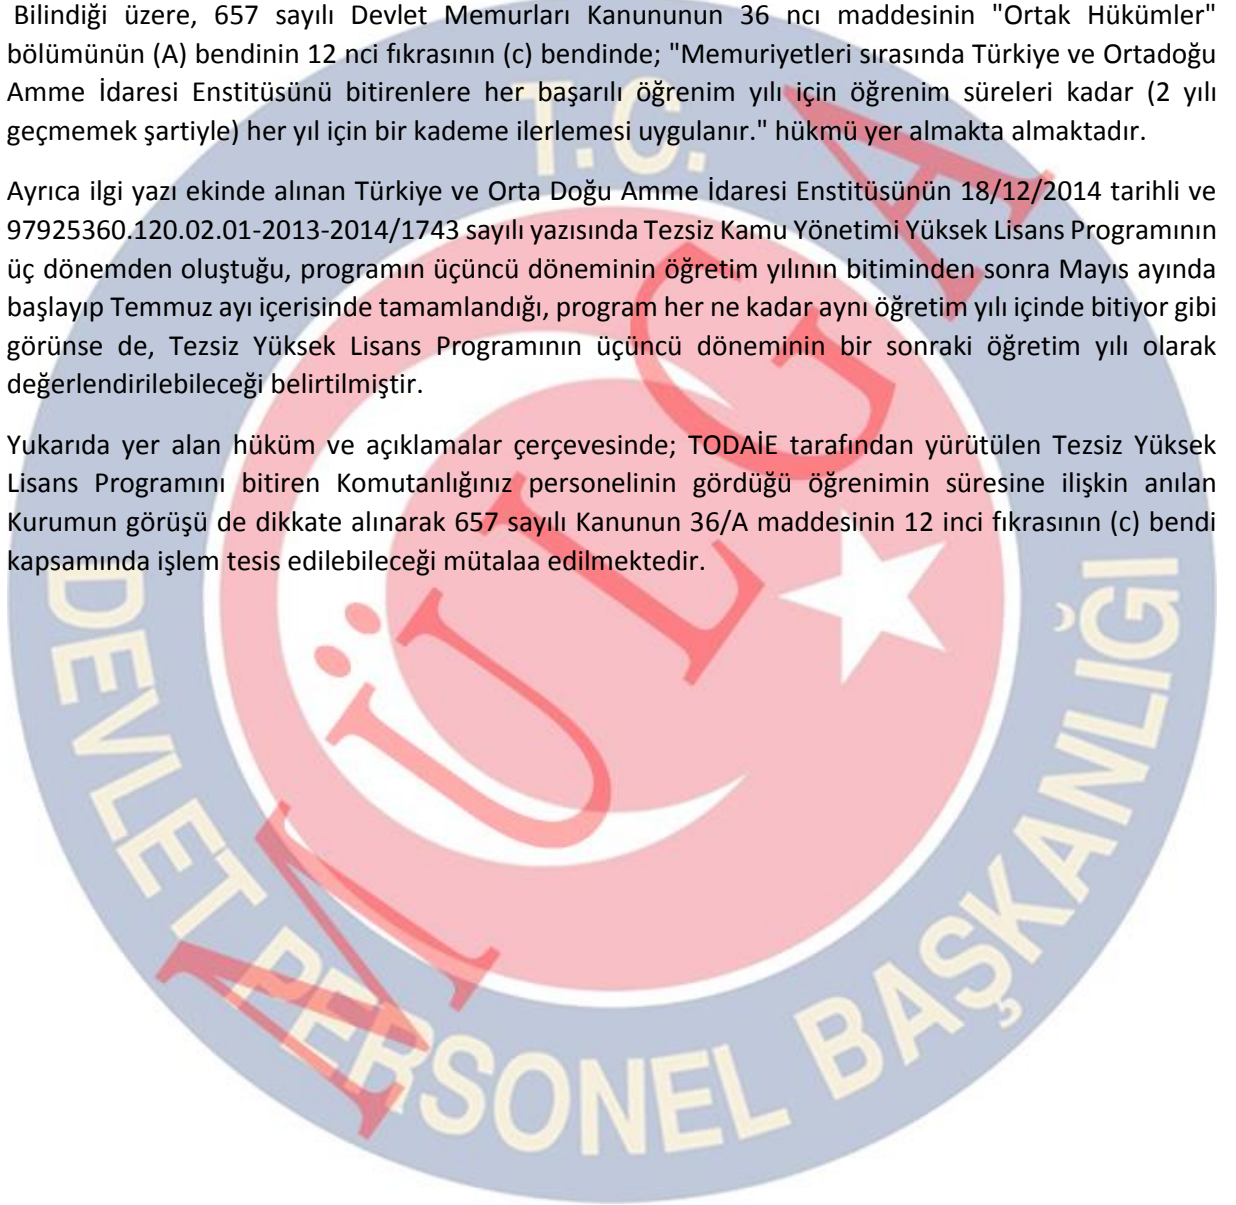 Bilindiği üzere, 657 sayılı Devlet Memurları Kanununun 36 ncı maddesinin "Ortak Hükümler"
bölümünün (A) bendinin 12 nci fıkrasının (c) bendinde; "Memuriyetleri sırasında Türkiye ve Ortadoğu
Amme İdaresi Enstitüsünü bitirenlere her başarılı öğrenim yılı için öğrenim süreleri kadar (2 yılı
geçmemek şartiyle) her yıl için bir kademe ilerlemesi uygulanır." hükmü yer almakta almaktadır.
Ayrıca ilgi yazı ekinde alınan Türkiye ve Orta Doğu Amme İdaresi Enstitüsünün 18/12/2014 tarihli ve
97925360.120.02.01-2013-2014/1743 sayılı yazısında Tezsiz Kamu Yönetimi Yüksek Lisans Programının
üç dönemden oluştuğu, programın üçüncü döneminin öğretim yılının bitiminden sonra Mayıs ayında
başlayıp Temmuz ayı içerisinde tamamlandığı, program her ne kadar aynı öğretim yılı içinde bitiyor gibi
görünse de, Tezsiz Yüksek Lisans Programının üçüncü döneminin bir sonraki öğretim yılı olarak
değerlendirilebileceği belirtilmiştir.
Yukarıda yer alan hüküm ve açıklamalar çerçevesinde; TODAİE tarafından yürütülen Tezsiz Yüksek
Lisans Programını bitiren Komutanlığınız personelinin gördüğü öğrenimin süresine ilişkin anılan
Kurumun görüşü de dikkate alınarak 657 sayılı Kanunun 36/A maddesinin 12 inci fıkrasının (c) bendi
kapsamında işlem tesis edilebileceği mütalaa edilmektedir.
T.C.
DEVLET PERSONEL BAŞKANLIĞI
MÜLGA